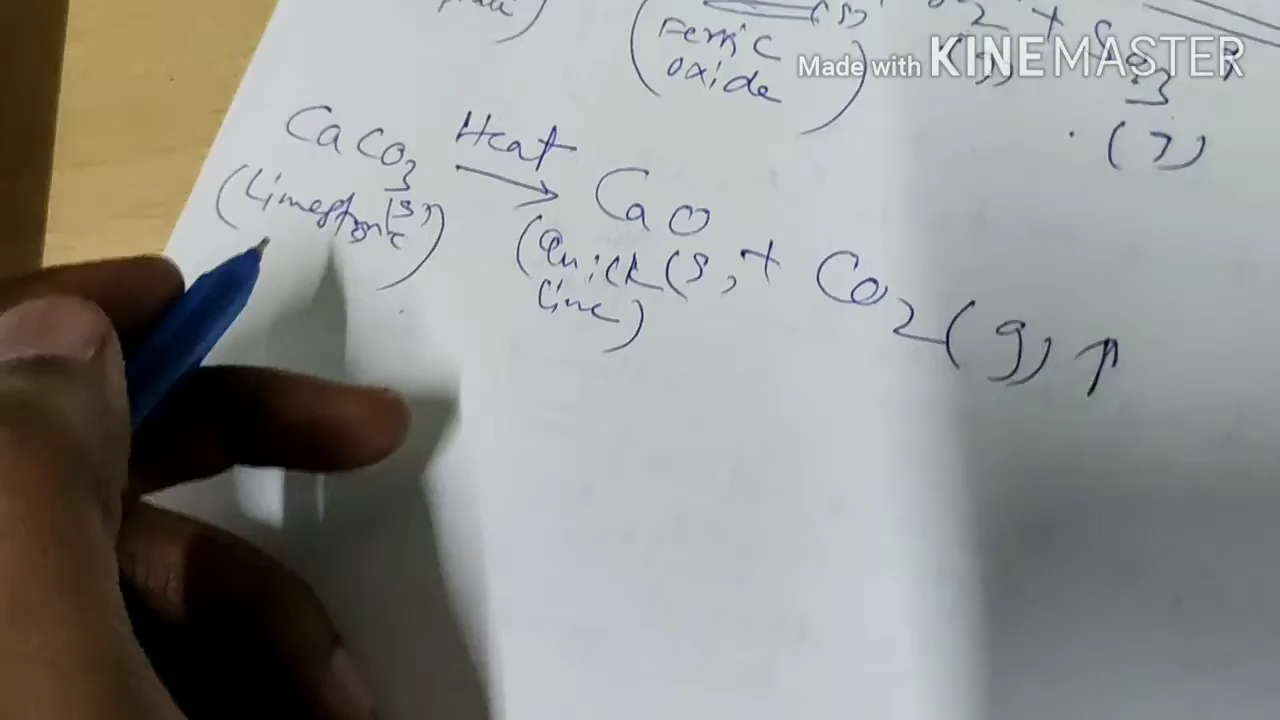 Ferric
oxide
Made with KINEMASTER
CaCO3 (s) Heat → CaO (s) + CO2 (g) ↑
(Limestone) (Quick
lime)